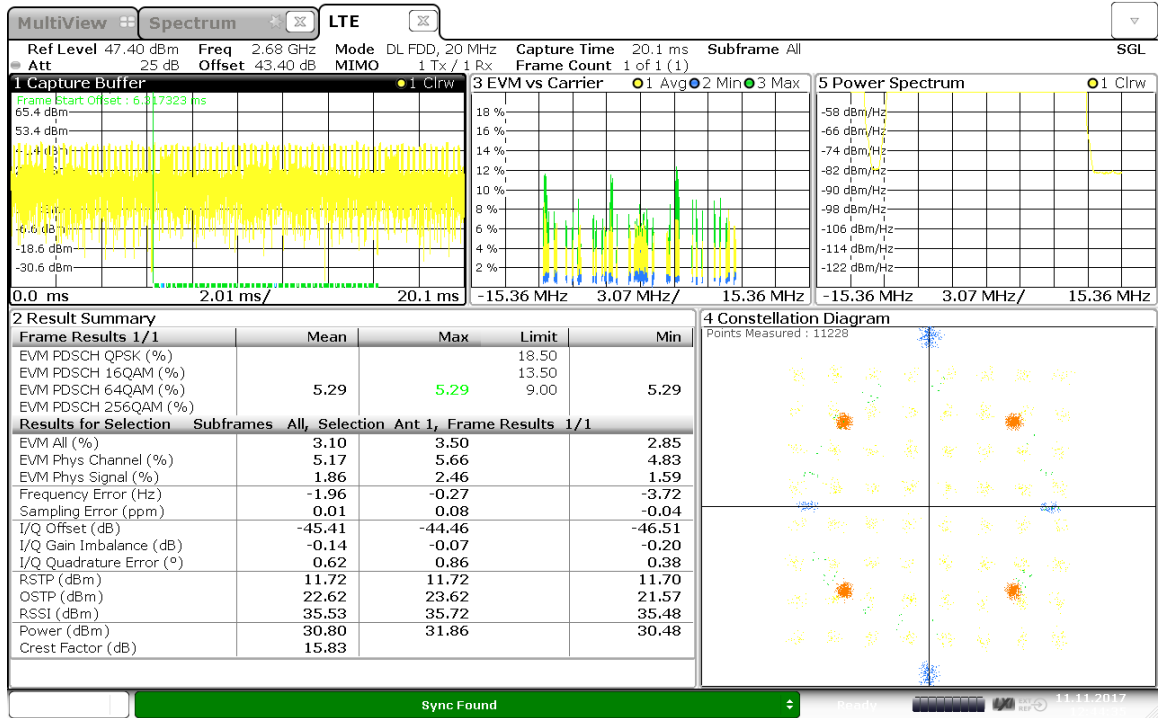 MultiView Spectrum LTE
Ref Level 47.40 dBm Freq 2.68 GHz Mode DL FDD, 20 MHz Capture Time 20.1 ms Subframe All SGL
Att 25 dB Offset 43.40 dB MIMO 1 Tx / 1 Rx Frame Count 1 of 1 (1)
1 Capture Buffer 1 Clrw
Frame Start Offset : 6.317323 ms
65.4 dBm
53.4 dBm
-6.6 dBm
-18.6 dBm
-30.6 dBm
0.0 ms 2.01 ms/ 20.1 ms
3 EVM vs Carrier 1 Avg 2 Min 3 Max
18 %
16 %
14 %
12 %
10 %
8 %
6 %
4 %
2 %
-15.36 MHz 3.07 MHz/ 15.36 MHz
5 Power Spectrum 1 Clrw
-58 dBm/Hz
-66 dBm/Hz
-74 dBm/Hz
-82 dBm/Hz
-90 dBm/Hz
-98 dBm/Hz
-106 dBm/Hz
-114 dBm/Hz
-122 dBm/Hz
-15.36 MHz 3.07 MHz/ 15.36 MHz
2 Result Summary
Frame Results 1/1 Mean Max Limit Min
EVM PDSCH QPSK (%) 18.50
EVM PDSCH 16QAM (%) 13.50
EVM PDSCH 64QAM (%) 5.29 5.29 9.00 5.29
EVM PDSCH 256QAM (%)
Results for Selection Subframes All, Selection Ant 1, Frame Results 1/1
EVM All (%) 3.10 3.50 2.85
EVM Phys Channel (%) 5.17 5.66 4.83
EVM Phys Signal (%) 1.86 2.46 1.59
Frequency Error (Hz) -1.96 -0.27 -3.72
Sampling Error (ppm) 0.01 0.08 -0.04
I/Q Offset (dB) -45.41 -44.46 -46.51
I/Q Gain Imbalance (dB) -0.14 -0.07 -0.20
I/Q Quadrature Error (º) 0.62 0.86 0.38
RSTP (dBm) 11.72 11.72 11.70
OSTP (dBm) 22.62 23.62 21.57
RSSI (dBm) 35.53 35.72 35.48
Power (dBm) 30.80 31.86 30.48
Crest Factor (dB) 15.83
4 Constellation Diagram
Points Measured : 11228
Sync Found
Ready
11.11.2017